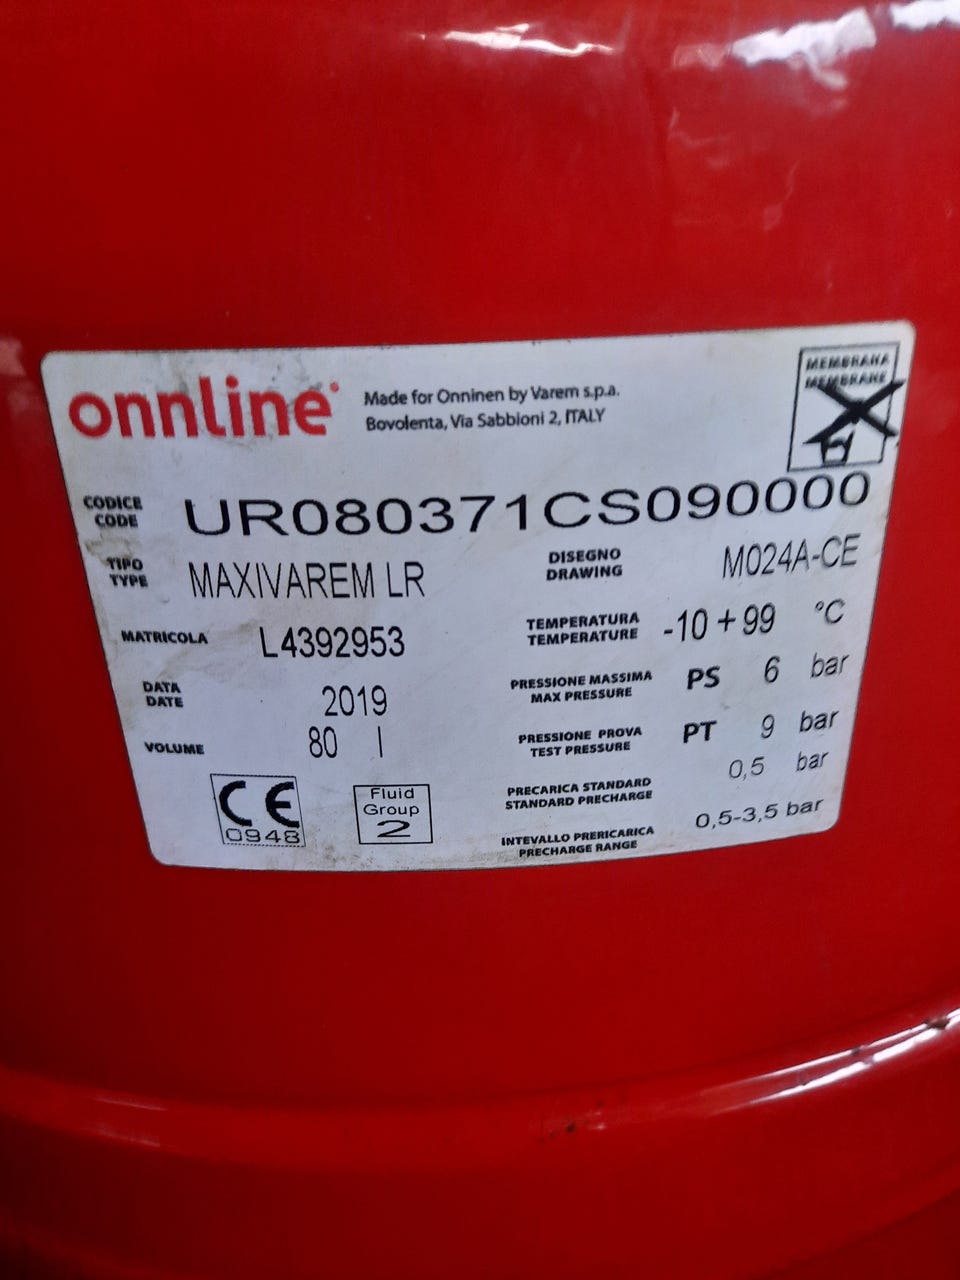 onnline
Made for Onninen by Varem s.p.a.
Bovolenta, Via Sabbioni 2, ITALY
MEMBRANA
MEMBRANE
CODICE
CODE
UR080371CS090000
TIPO
TYPE
MAXIVAREM LR
DISEGNO
DRAWING
M024A-CE
MATRICOLA
L4392953
TEMPERATURA
TEMPERATURE
-10 + 99 °C
DATA
DATE
2019
PRESSIONE MASSIMA
MAX PRESSURE
PS 6 bar
VOLUME
80 l
PRESSIONE PROVA
TEST PRESSURE
PT 9 bar
PRECARICA STANDARD
STANDARD PRECHARGE
0,5 bar
INTEVALLO PRERICARICA
PRECHARGE RANGE
0,5-3,5 bar
CE
0948
Fluid
Group
2